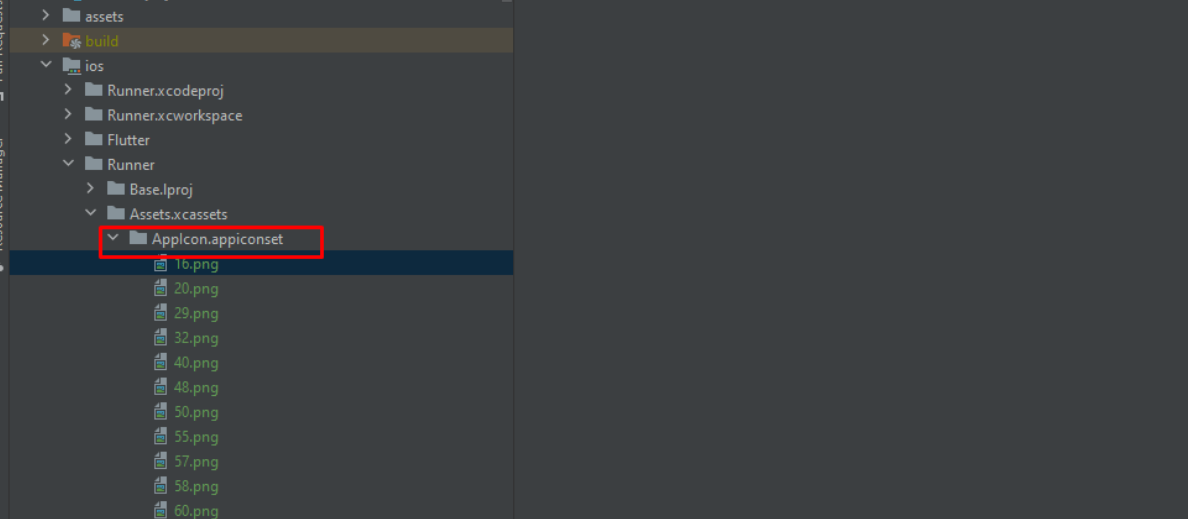 assets
build
ios
Runner.xcodeproj
Runner.xcworkspace
Flutter
Runner
Base.lproj
Assets.xcassets
AppIcon.appiconset
16.png
20.png
29.png
32.png
40.png
48.png
50.png
55.png
57.png
58.png
60.png